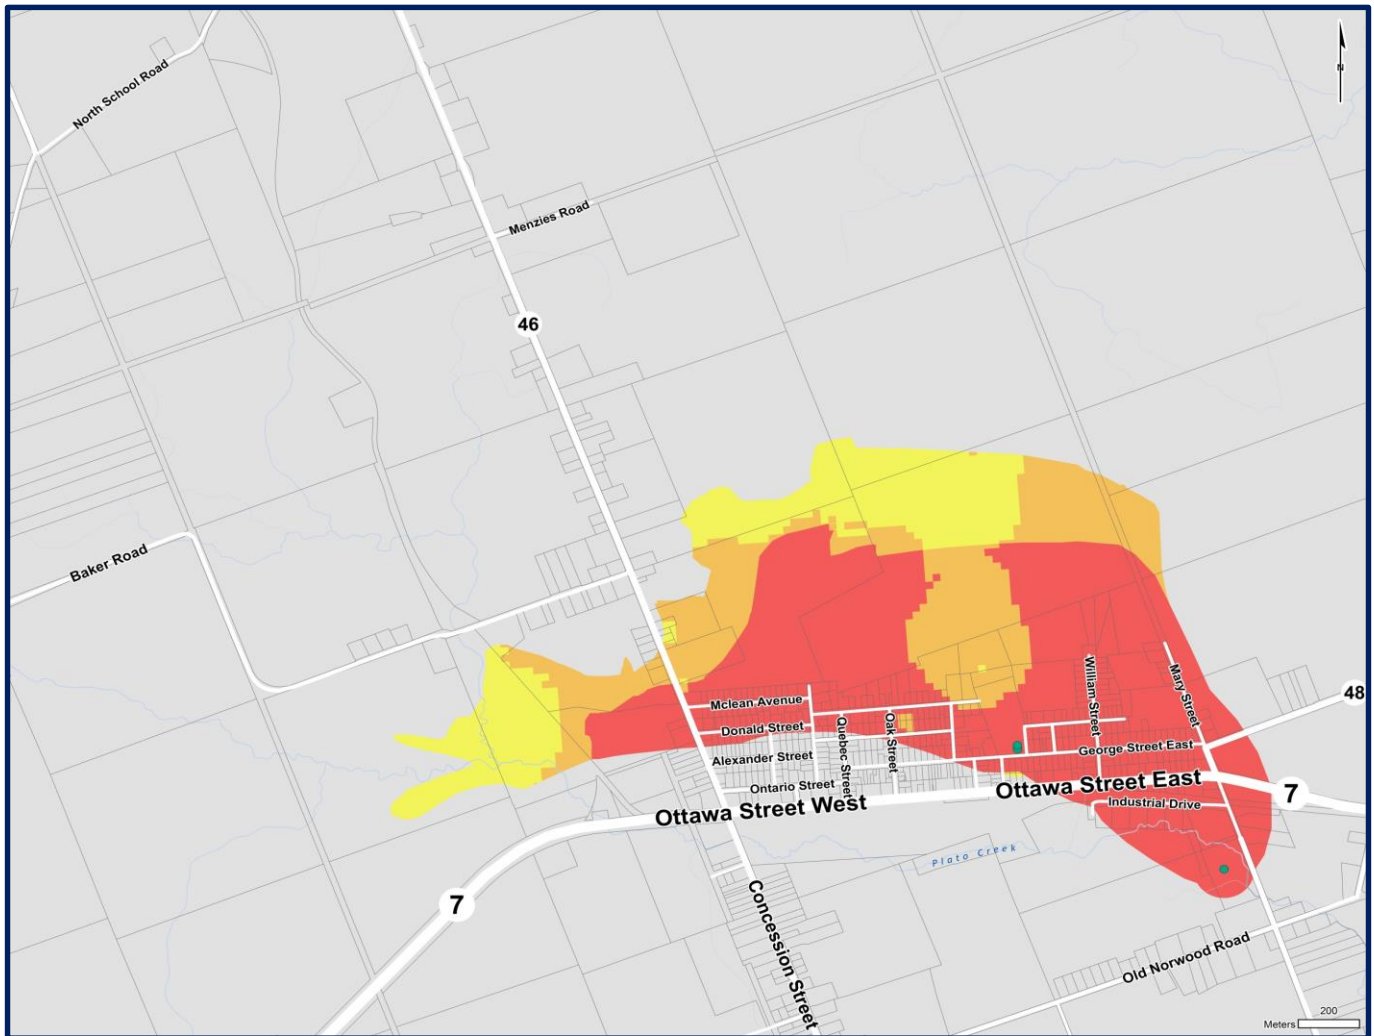 North School Road
N
Menzies Road
46
Baker Road
Mclean Avenue
Donald Street
Alexander Street
Ontario Street
Quebec Street
Oak Street
William Street
Mary Street
48
George Street East
Ottawa Street East
Ottawa Street West
Industrial Drive
7
Plato Creek
7
Concession Street
Old Norwood Road
200
Meters